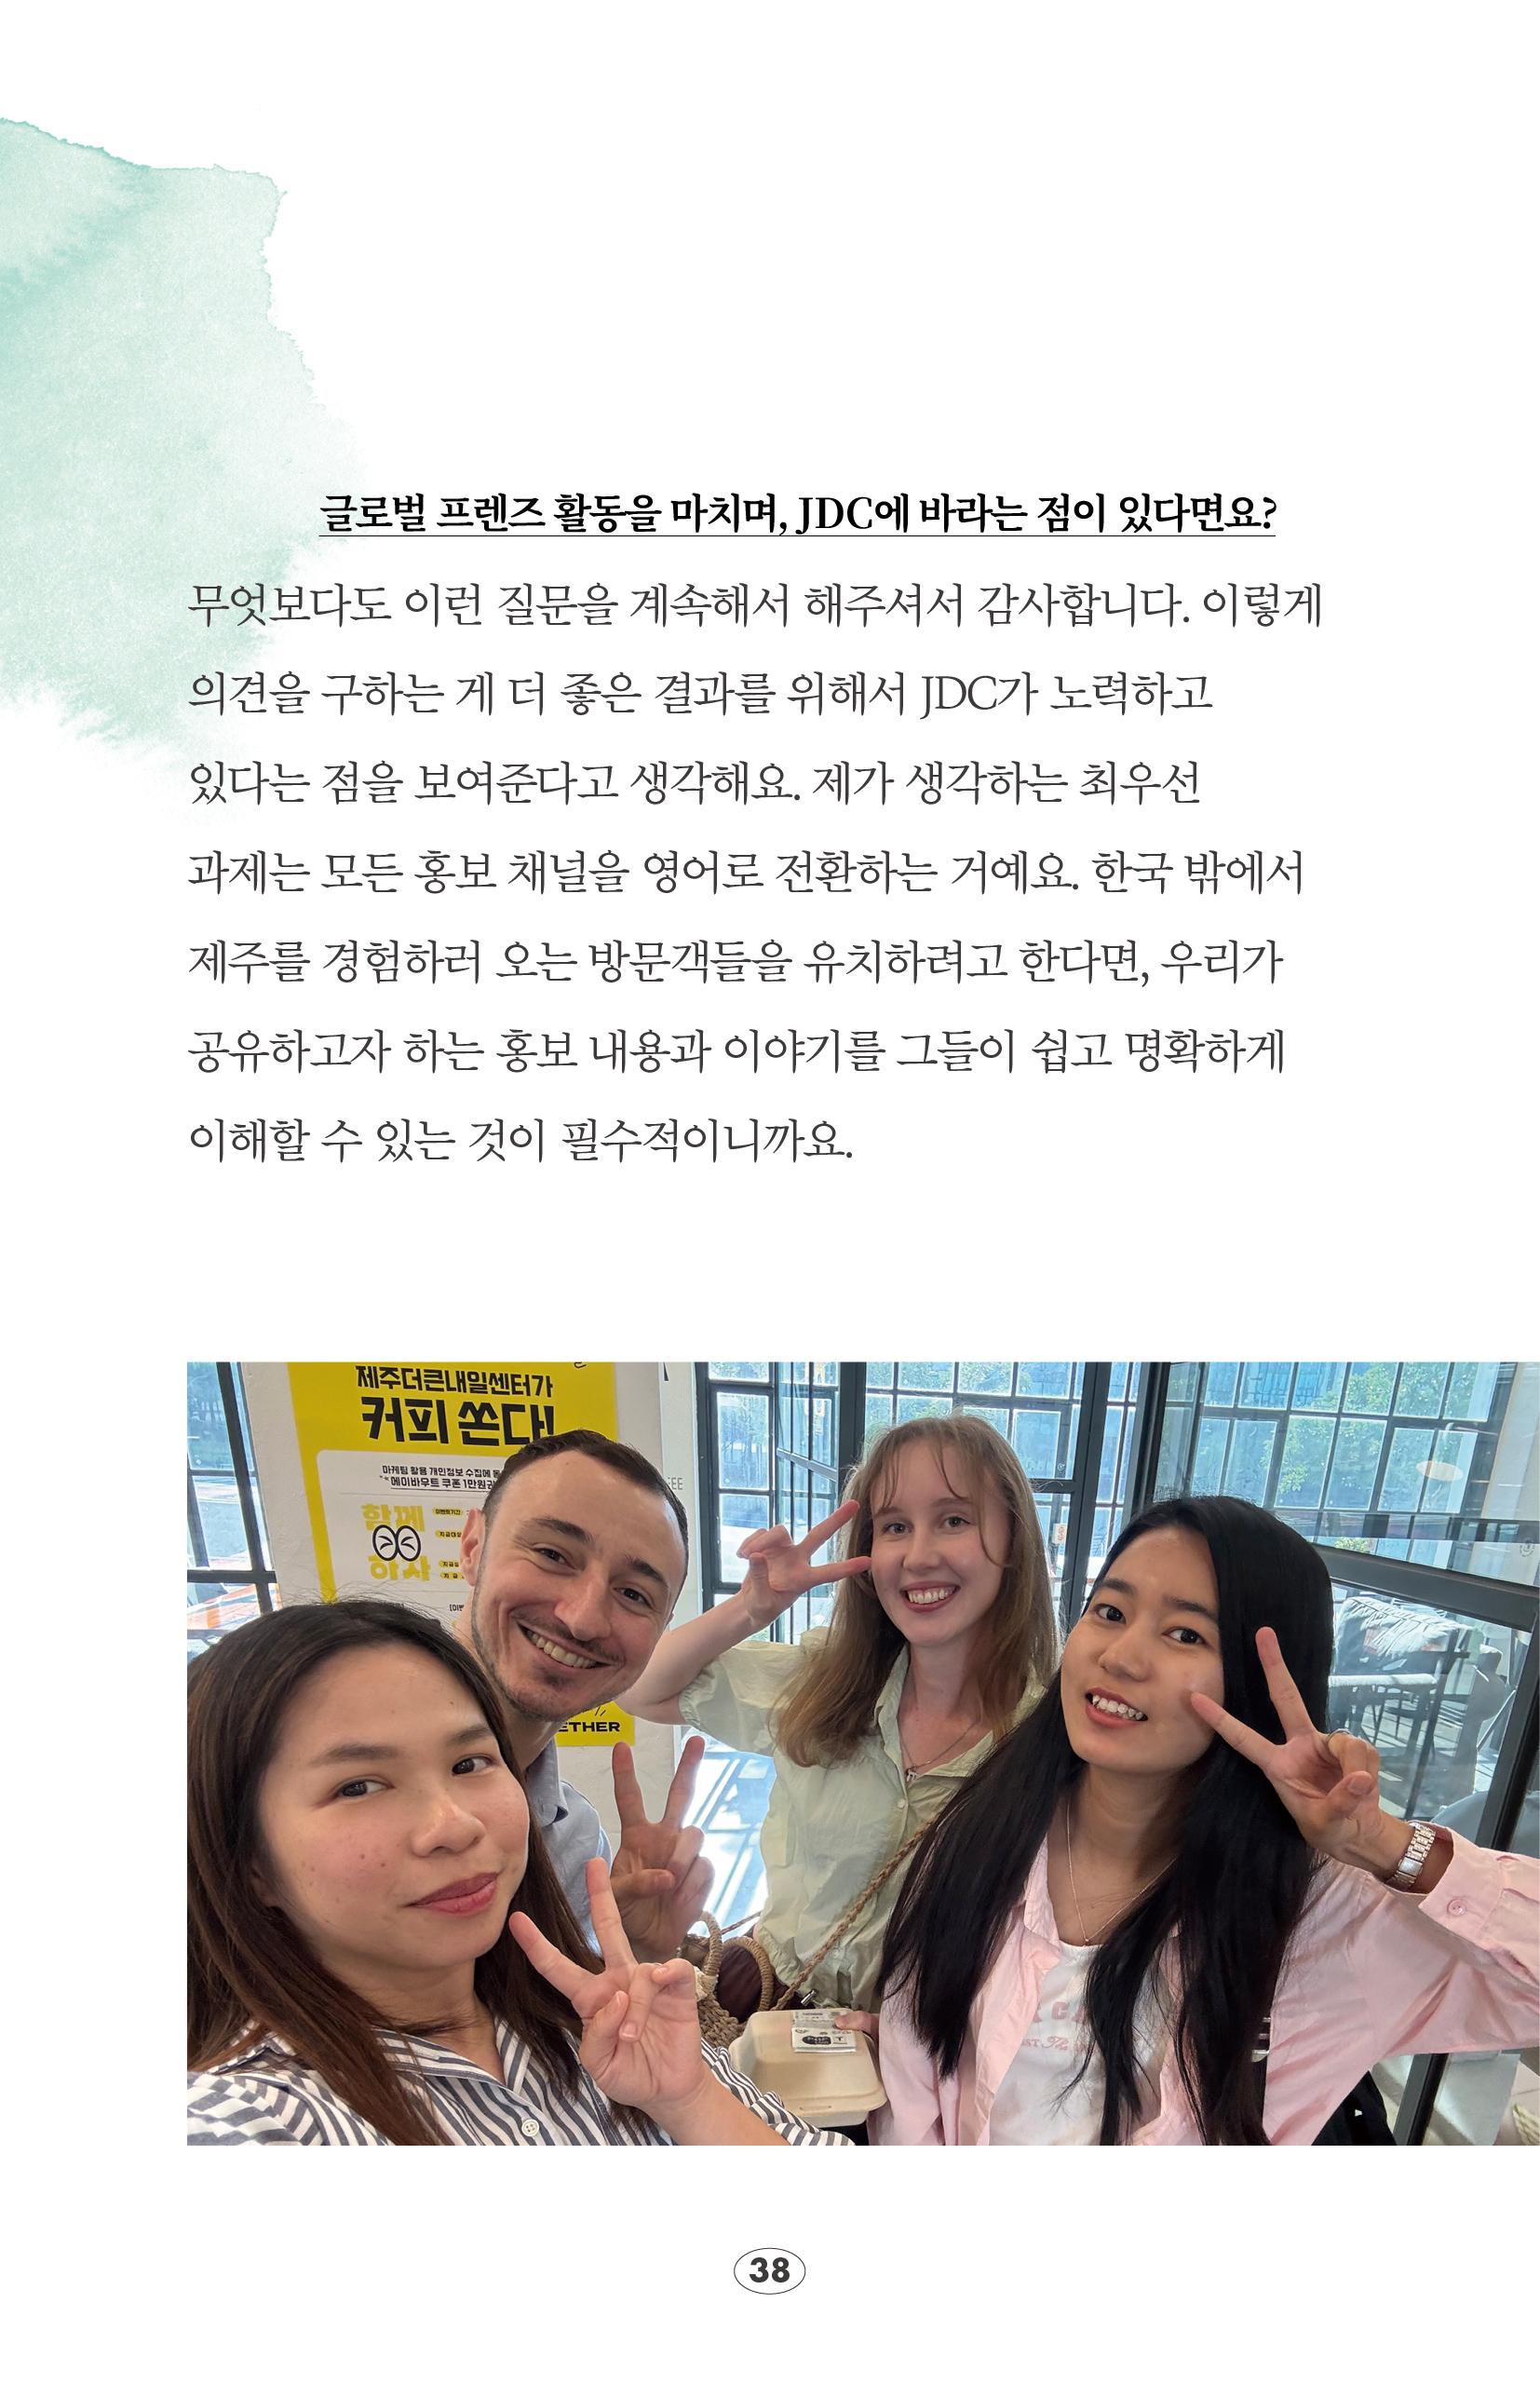 글로벌 프렌즈 활동을 마치며, JDC에 바라는 점이 있다면요?
무엇보다도 이런 질문을 계속해서 해주셔서 감사합니다. 이렇게
의견을 구하는 게 더 좋은 결과를 위해서 JDC가 노력하고
있다는 점을 보여준다고 생각해요. 제가 생각하는 최우선
과제는 모든 홍보 채널을 영어로 전환하는 거예요. 한국 밖에서
제주를 경험하러 오는 방문객들을 유치하려고 한다면, 우리가
공유하고자 하는 홍보 내용과 이야기를 그들이 쉽고 명확하게
이해할 수 있는 것이 필수적이니까요.
제주더큰내일센터가
커피 쏜다!
마케팅 활용 개인정보 수집에 동
에이바우트 쿠폰 1만원권
함께
하자
ETHER
38